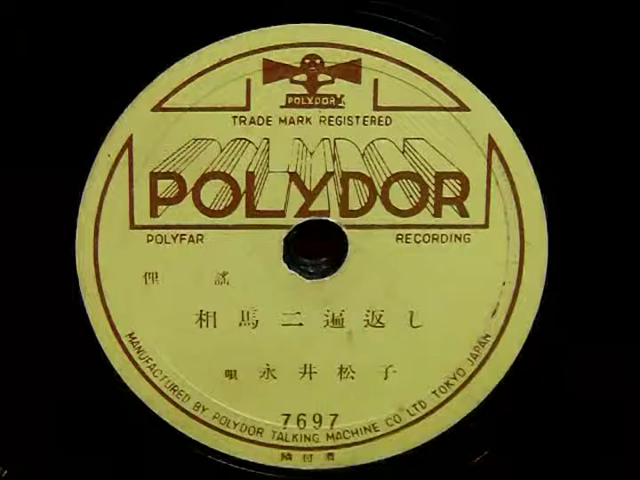 POLYDOR
TRADE MARK REGISTERED
POLYDOR
POLYFAR RECORDING
俚謡
相馬二遍返し
唄 永井松子
7697
MANUFACTURED BY POLYDOR TALKING MACHINE CO LTD TOKYO JAPAN